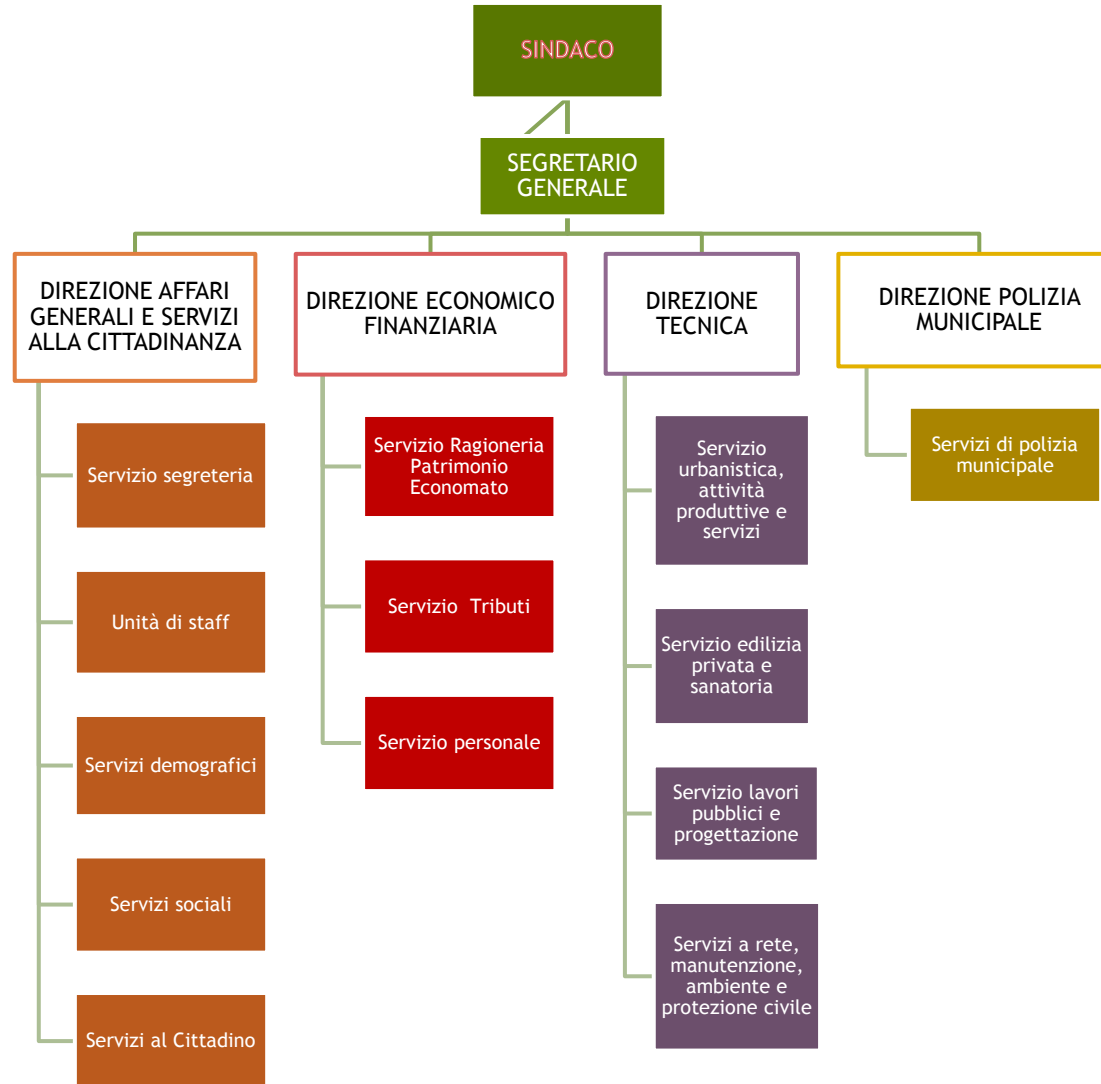 SINDACO
SEGRETARIO
GENERALE
DIREZIONE AFFARI
GENERALI E SERVIZI
ALLA CITTADINANZA
DIREZIONE ECONOMICO
FINANZIARIA
DIREZIONE
TECNICA
DIREZIONE POLIZIA
MUNICIPALE
Servizio segreteria
Unità di staff
Servizi demografici
Servizi sociali
Servizi al Cittadino
Servizio Ragioneria
Patrimonio
Economato
Servizio Tributi
Servizio personale
Servizio
urbanistica,
attività
produttive e
servizi
Servizio edilizia
privata e
sanatoria
Servizio lavori
pubblici e
progettazione
Servizi a rete,
manutenzione,
ambiente e
protezione civile
Servizi di polizia
municipale